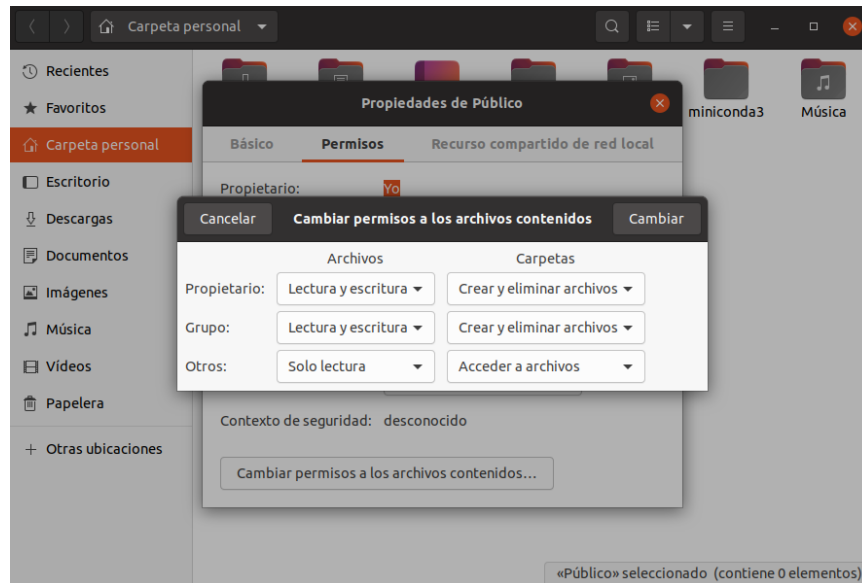 Carpeta personal
Recientes
Favoritos
Carpeta personal
Escritorio
Descargas
Documentos
Imágenes
Música
Vídeos
Papelera
Otras ubicaciones
miniconda3
Música
Propiedades de Público
Básico Permisos Recurso compartido de red local
Propietario: Yo
Cancelar Cambiar permisos a los archivos contenidos Cambiar
Archivos Carpetas
Propietario: Lectura y escritura Crear y eliminar archivos
Grupo: Lectura y escritura Crear y eliminar archivos
Otros: Solo lectura Acceder a archivos
Contexto de seguridad: desconocido
Cambiar permisos a los archivos contenidos...
«Público» seleccionado (contiene 0 elementos)